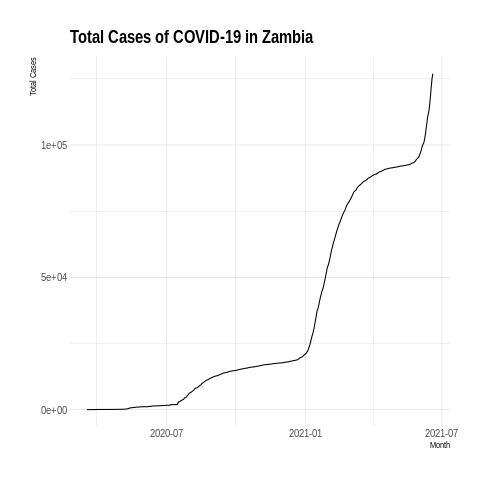 Total Cases of COVID-19 in Zambia
Total Cases
1e+05
5e+04
0e+00
2020-07
2021-01
2021-07
Month